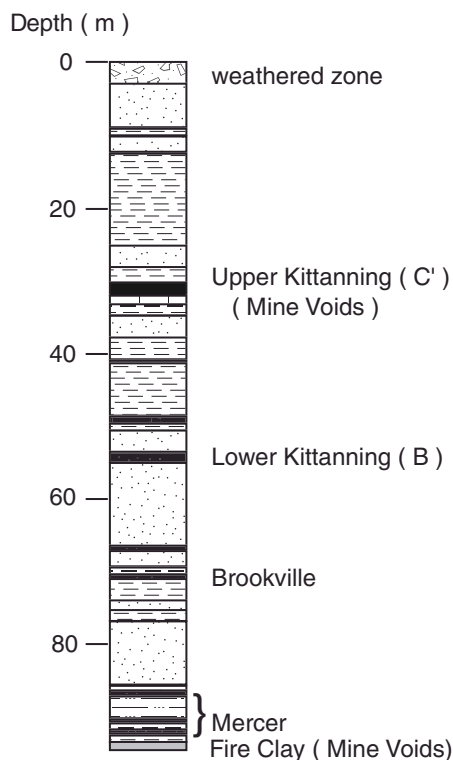 Depth ( m )
0
weathered zone
20
Upper Kittanning ( C' )
( Mine Voids )
40
Lower Kittanning ( B )
60
Brookville
80
Mercer
Fire Clay ( Mine Voids)